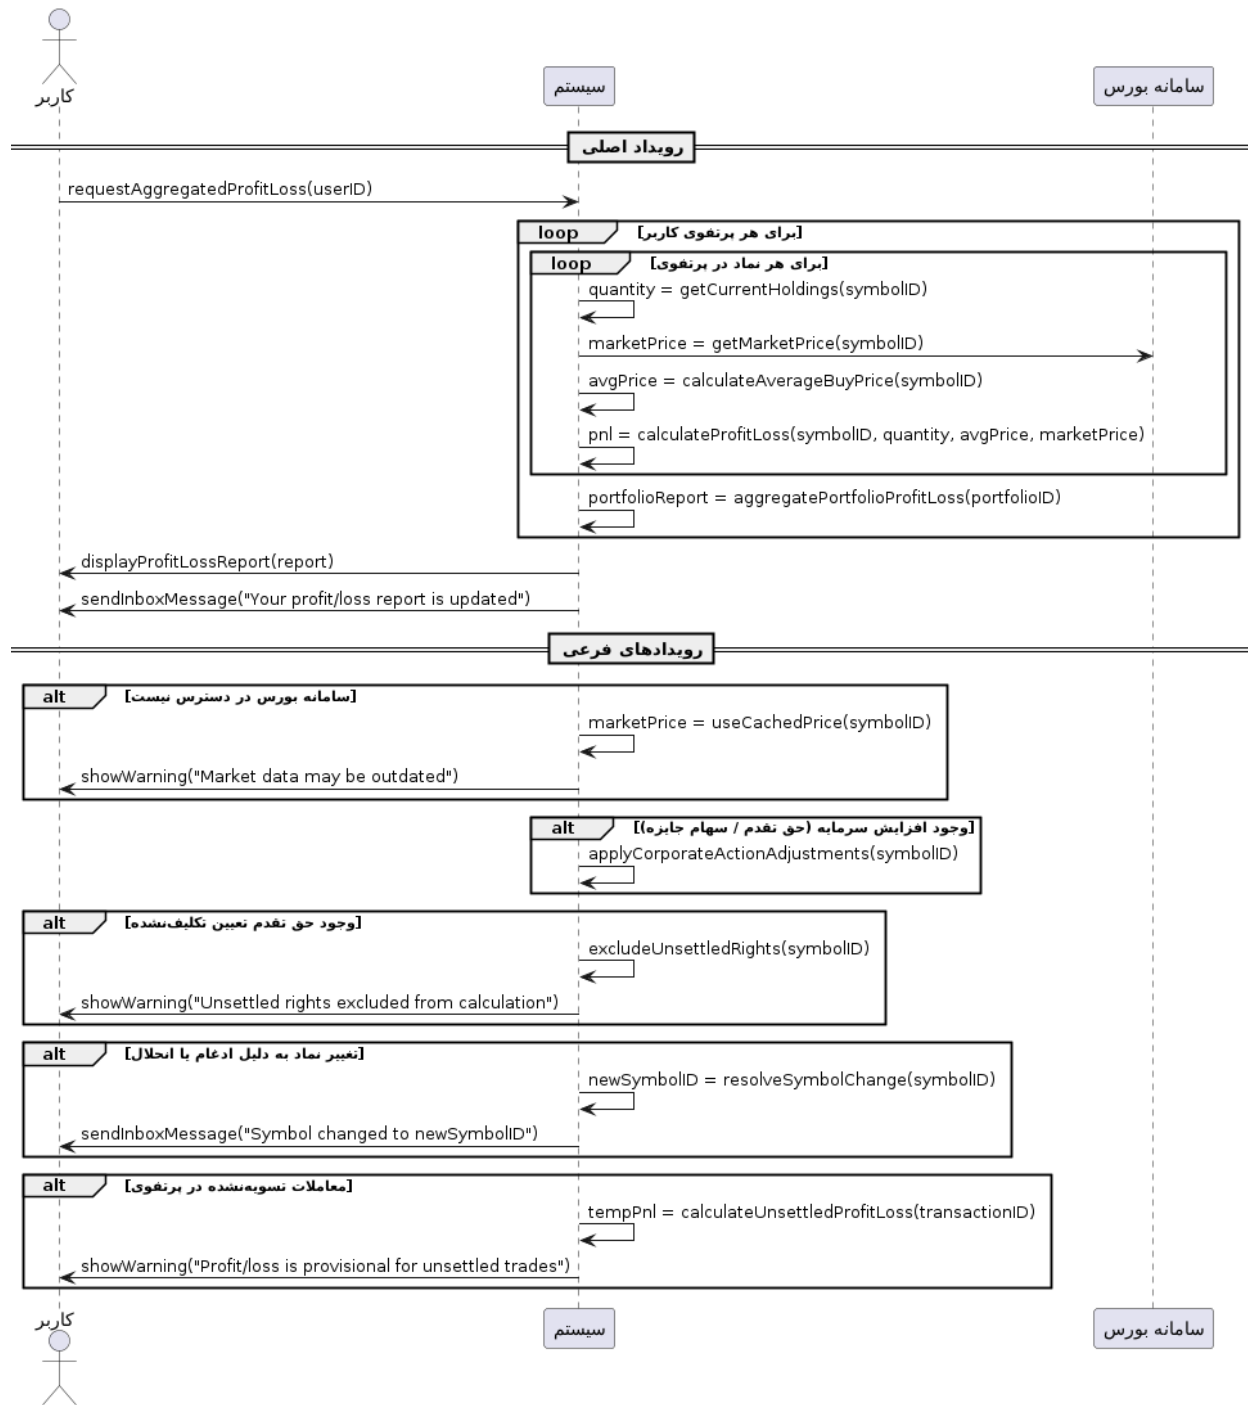 کاربر
سیستم
سامانه بورس
رویداد اصلی
requestAggregatedProfitLoss(userID)
loop [برای هر پرتفوی کاربر]
loop [برای هر نماد در پرتفوی]
quantity = getCurrentHoldings(symbolID)
marketPrice = getMarketPrice(symbolID)
avgPrice = calculateAverageBuyPrice(symbolID)
pnl = calculateProfitLoss(symbolID, quantity, avgPrice, marketPrice)
portfolioReport = aggregatePortfolioProfitLoss(portfolioID)
displayProfitLossReport(report)
sendInboxMessage("Your profit/loss report is updated")
رویدادهای فرعی
alt [سامانه بورس در دسترس نیست]
marketPrice = useCachedPrice(symbolID)
showWarning("Market data may be outdated")
alt [وجود افزایش سرمایه (حق تقدم / سهام جایزه)]
applyCorporateActionAdjustments(symbolID)
alt [وجود حق تقدم تعیین تکلیف‌نشده]
excludeUnsettledRights(symbolID)
showWarning("Unsettled rights excluded from calculation")
alt [تغییر نماد به دلیل ادغام یا انحلال]
newSymbolID = resolveSymbolChange(symbolID)
sendInboxMessage("Symbol changed to newSymbolID")
alt [معاملات تسویه‌نشده در پرتفوی]
tempPnl = calculateUnsettledProfitLoss(transactionID)
showWarning("Profit/loss is provisional for unsettled trades")
کاربر
سیستم
سامانه بورس